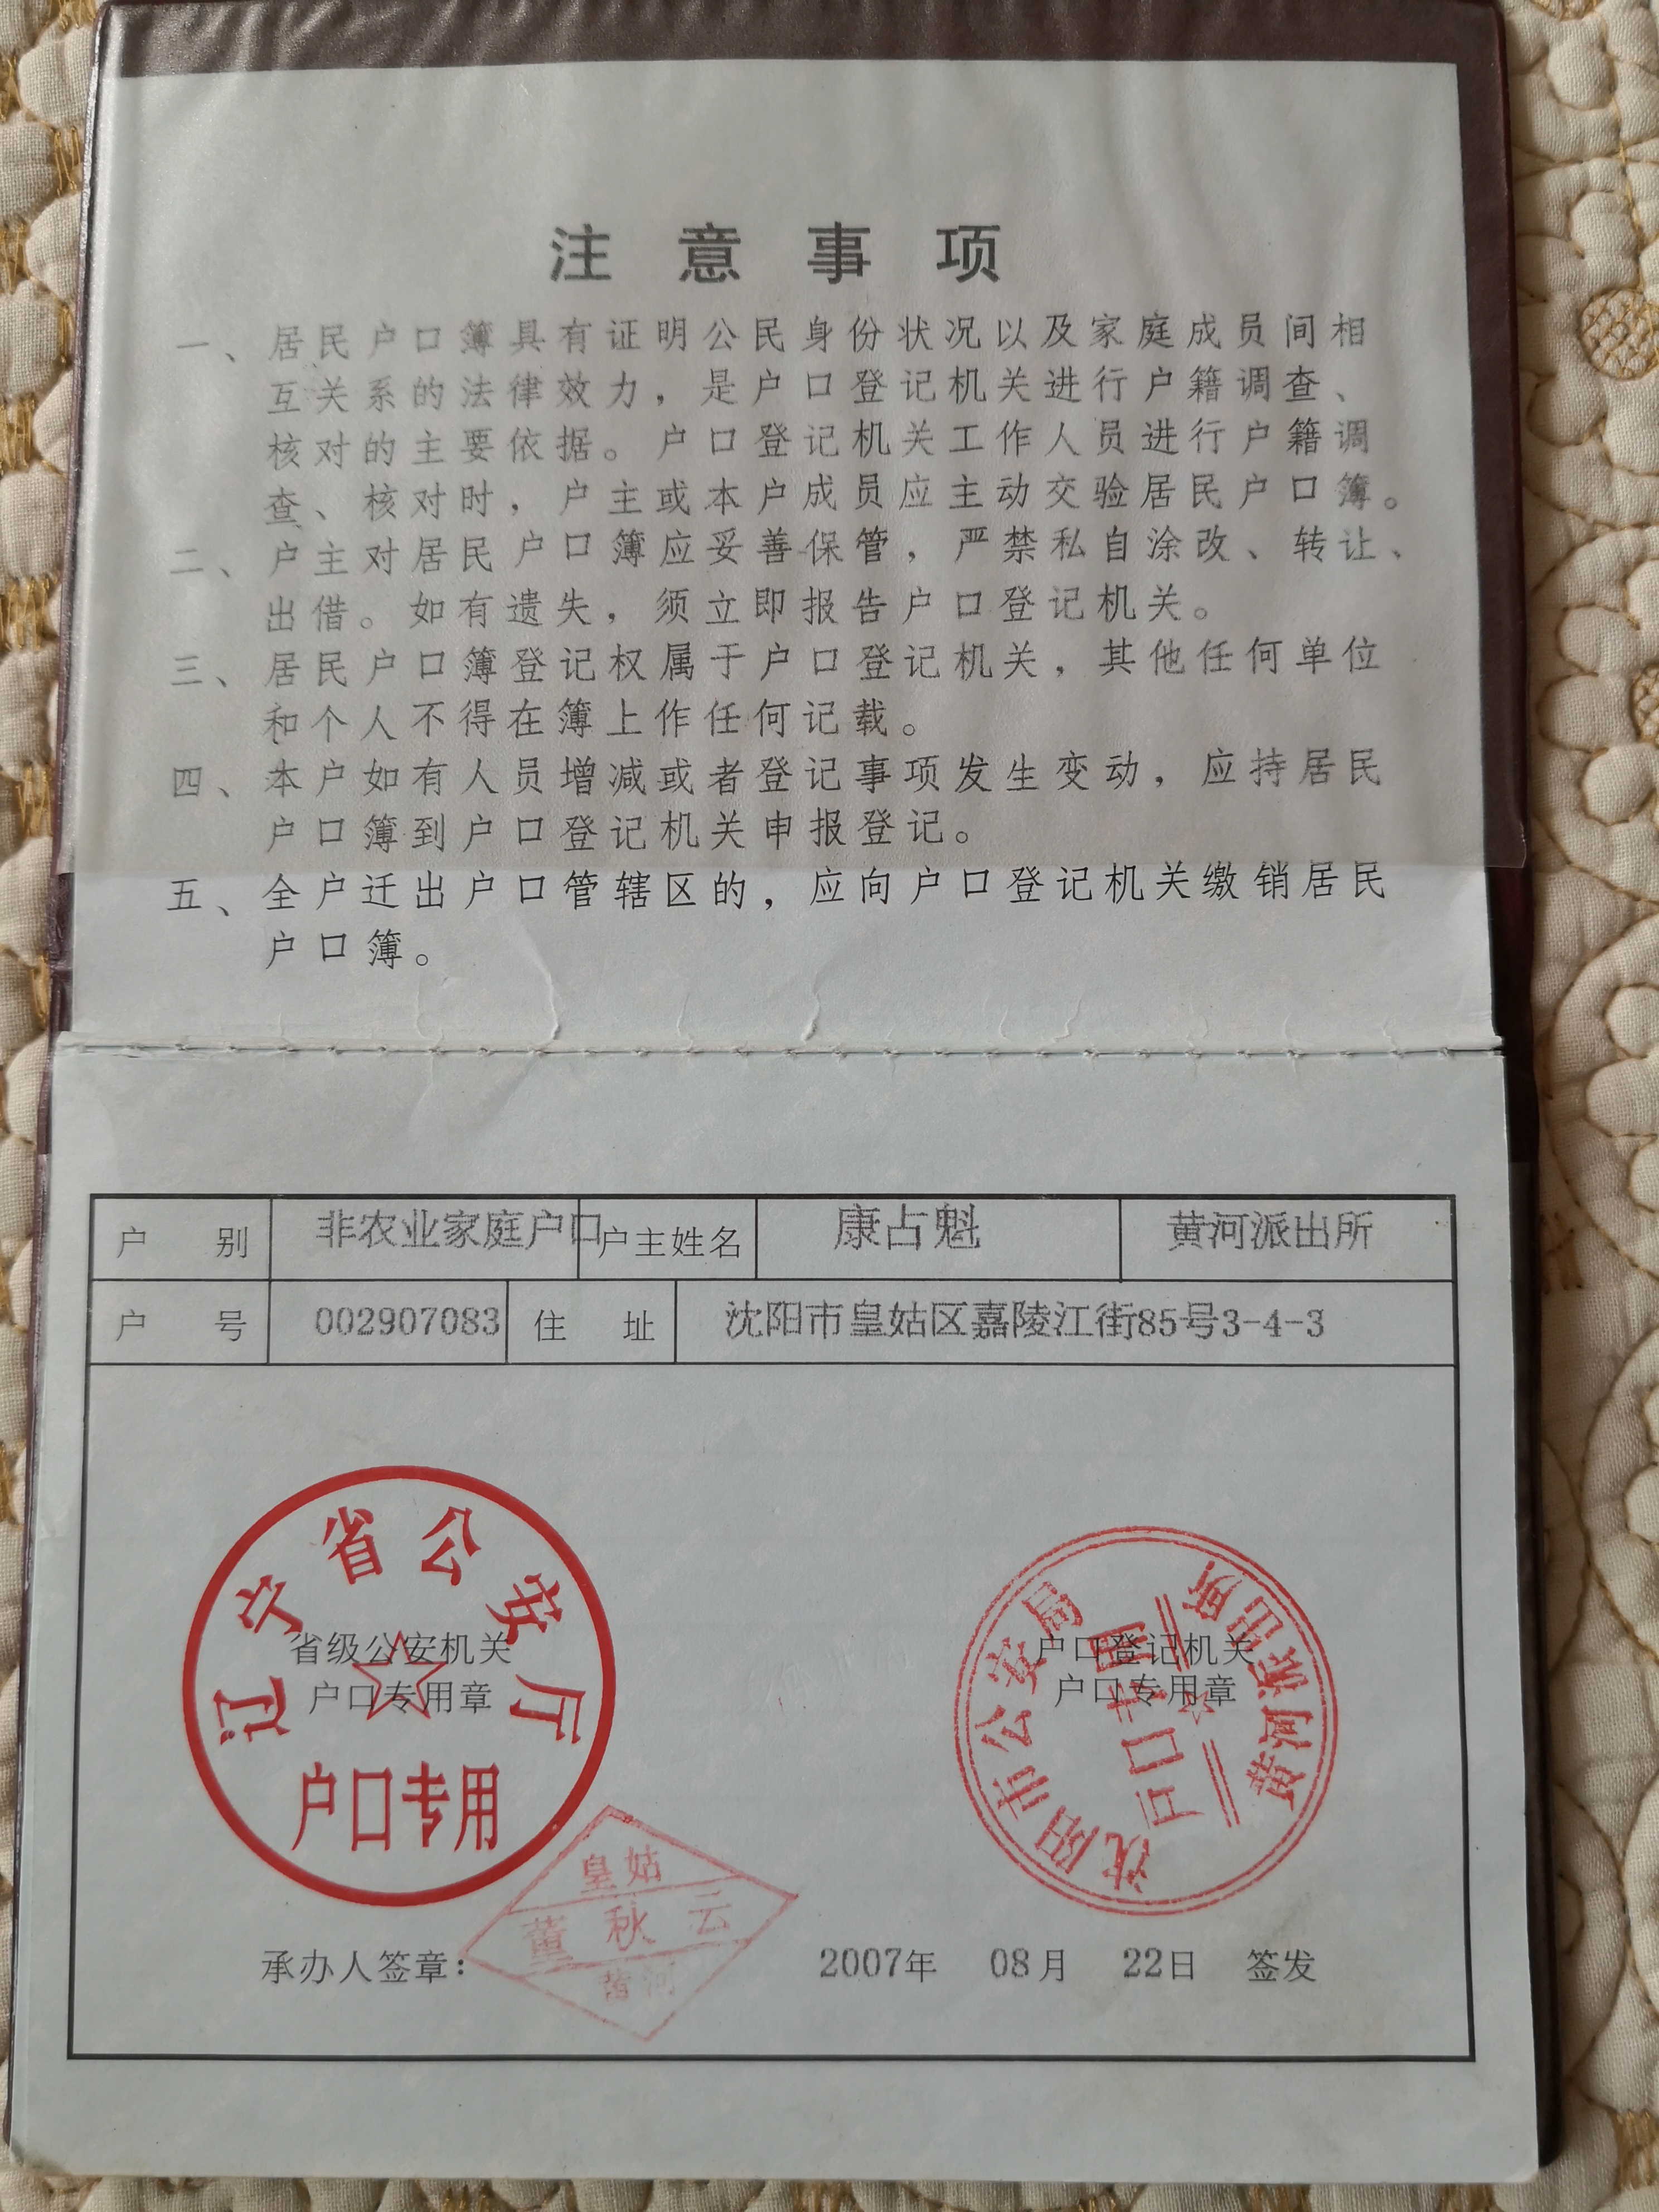 注意事项
一、居民户口簿具有证明公民身份状况以及家庭成员间相
互关系的法律效力，是户口登记机关进行户籍调查、
核对的主要依据。户口登记机关工作人员进行户籍调
查、核对时，户主或本户成员应主动交验居民户口簿。
二、户主对居民户口簿应妥善保管，严禁私自涂改、转让、
出借。如有遗失，须立即报告户口登记机关。
三、居民户口簿登记权属于户口登记机关，其他任何单位
和个人不得在簿上作任何记载。
四、本户如有人员增减或者登记事项发生变动，应持居民
户口簿到户口登记机关申报登记。
五、全户迁出户口管辖区的，应向户口登记机关缴销居民
户口簿。
户别 非农业家庭户口 户主姓名 康占魁 黄河派出所
户号 002907083 住址 沈阳市皇姑区嘉陵江街85号3-4-3
辽宁省公安厅
省级公安机关
户口专用章
户口专用
沈阳市公安局
黄河派出所
户口专用
户口登记机关
户口专用章
皇姑
董秋云
黄河
承办人签章： 2007年 08月 22日 签发